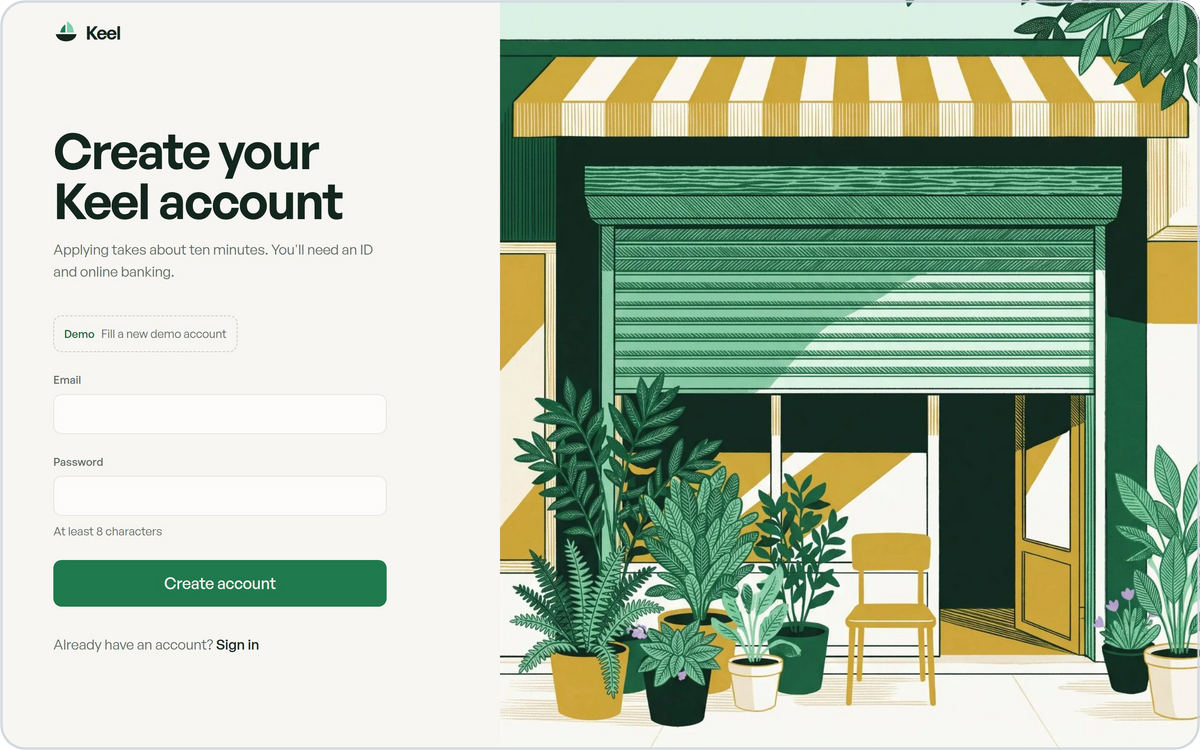 Keel
Create your
Keel account
Applying takes about ten minutes. You'll need an ID
and online banking.
Demo Fill a new demo account
Email
Password
At least 8 characters
Create account
Already have an account? Sign in